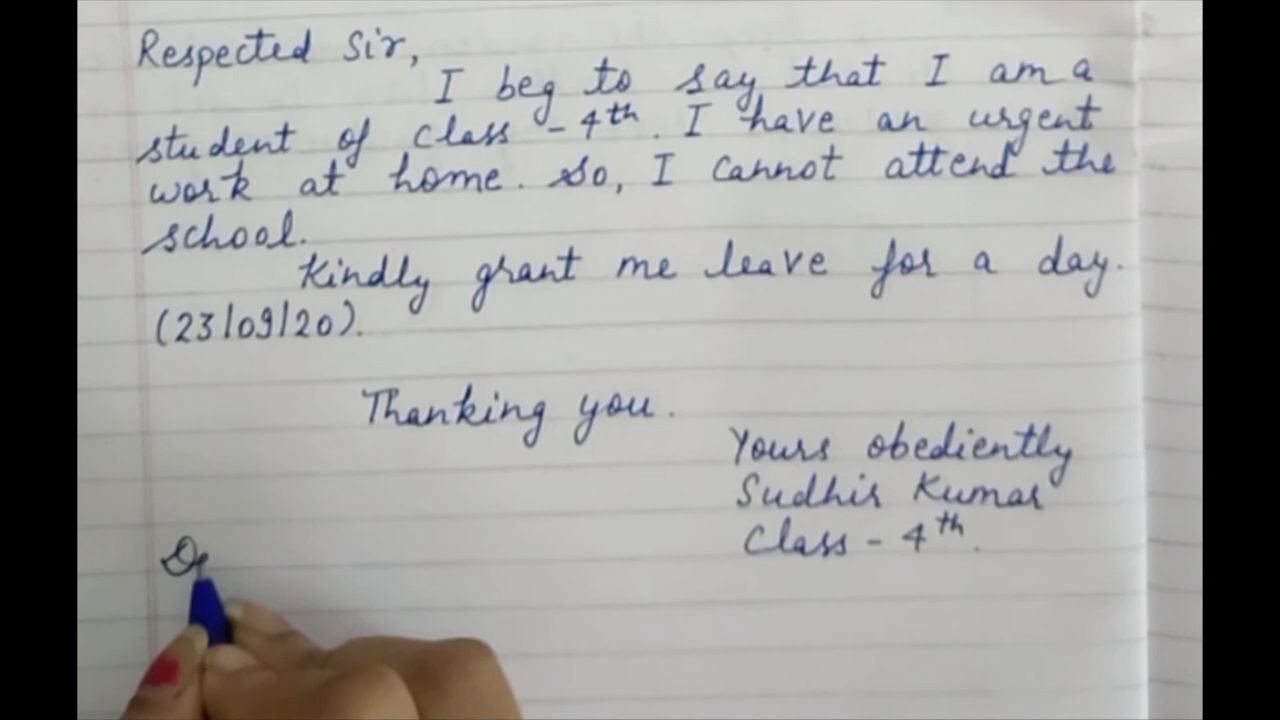 Respected Sir,
I beg to say that I am a
student of class - 4th. I have an urgent
work at home. So, I cannot attend the
school.
Kindly grant me leave for a day.
(23/09/20).
Thanking you.
Yours obediently
Sudhir Kumar
Class - 4th.